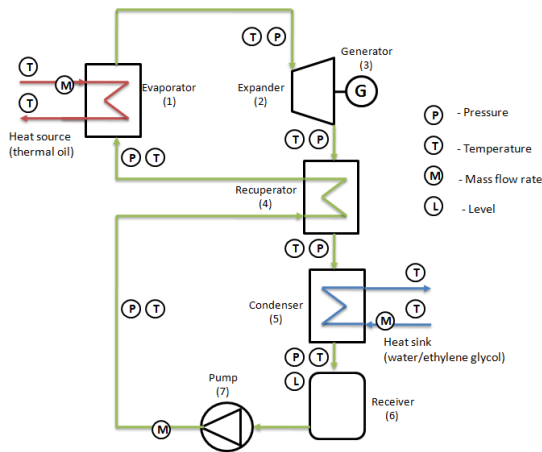 T P
Generator
(3)
T
M
Evaporator
(1)
Expander
(2)
G
T
Heat source
(thermal oil)
P T
T P
P - Pressure
T - Temperature
M - Mass flow rate
L - Level
Recuperator
(4)
T P
T
P T
Condenser
(5)
T
M
Heat sink
(water/ethylene glycol)
P T
L
Pump
(7)
Receiver
(6)
M